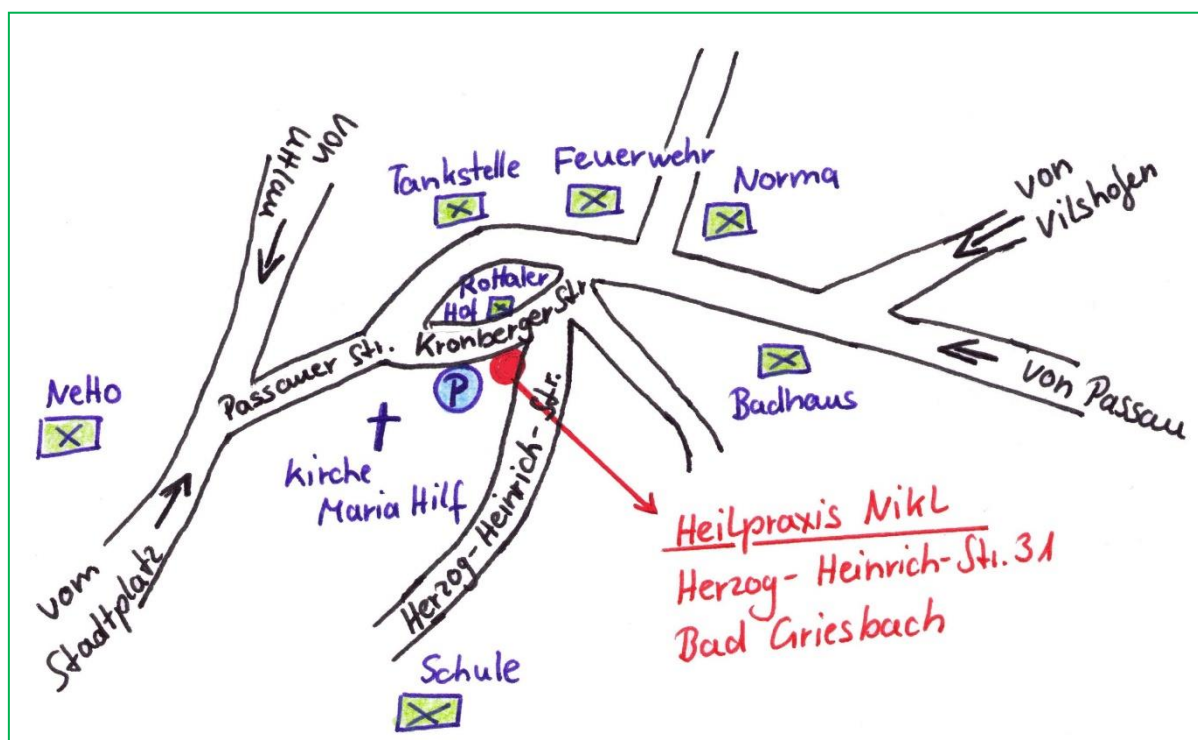 von
Uttlau
Tankstelle
Feuerwehr
Norma
von
Vilshofen
Rottaler
Hof
Kronberger Str.
Passauer Str.
Netto
P
Badhaus
von Passau
Kirche
Maria Hilf
Herzog-Heinrich-Str.
vom
Stadtplatz
Schule
Heilpraxis Nikl
Herzog-Heinrich-Str. 31
Bad Griesbach